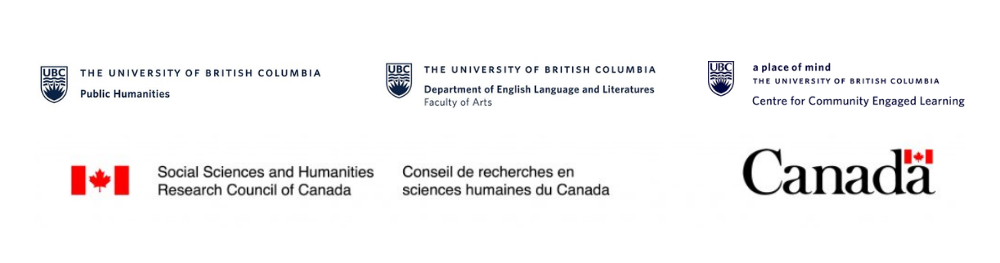 UBC
THE UNIVERSITY OF BRITISH COLUMBIA
Public Humanities
UBC
THE UNIVERSITY OF BRITISH COLUMBIA
Department of English Language and Literatures
Faculty of Arts
UBC
a place of mind
THE UNIVERSITY OF BRITISH COLUMBIA
Centre for Community Engaged Learning
Social Sciences and Humanities
Research Council of Canada
Conseil de recherches en
sciences humaines du Canada
Canada